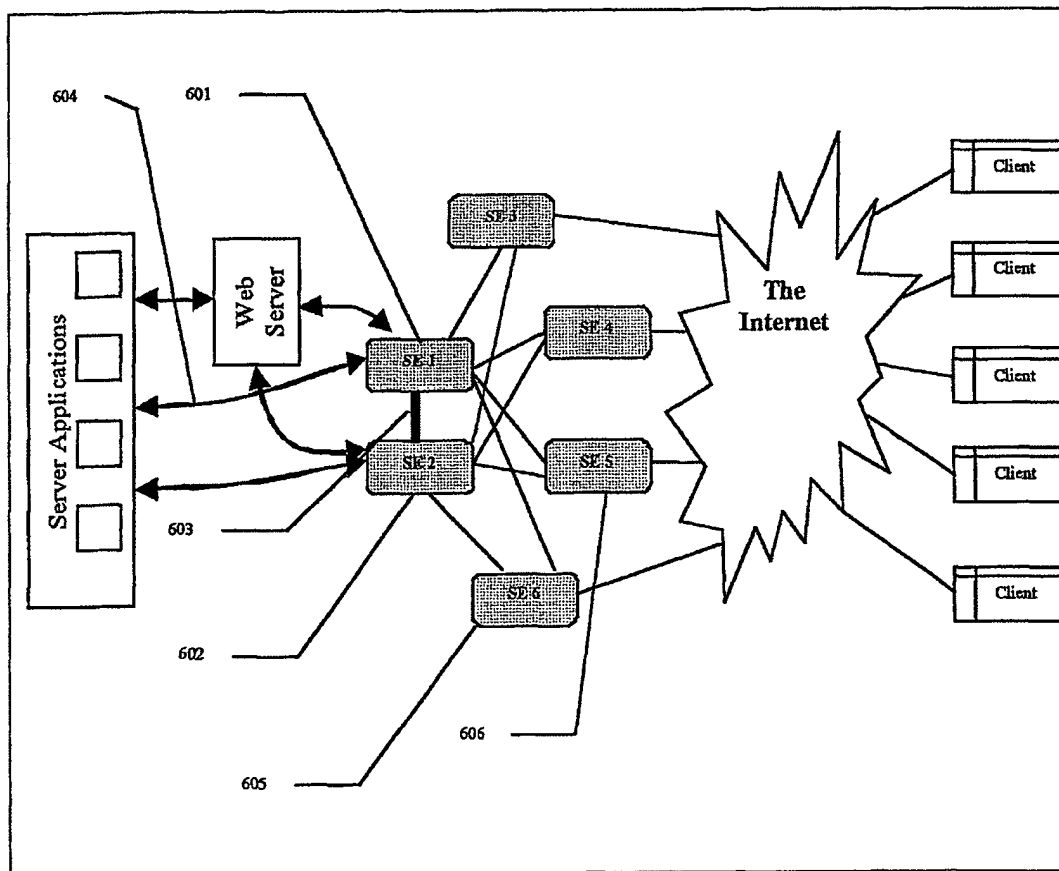 604
601
Client
SE 3
Server Applications
Web
Server
Client
The
Internet
SE 4
SE 1
Client
SE 2
SE 5
Client
603
SE 6
Client
602
606
605